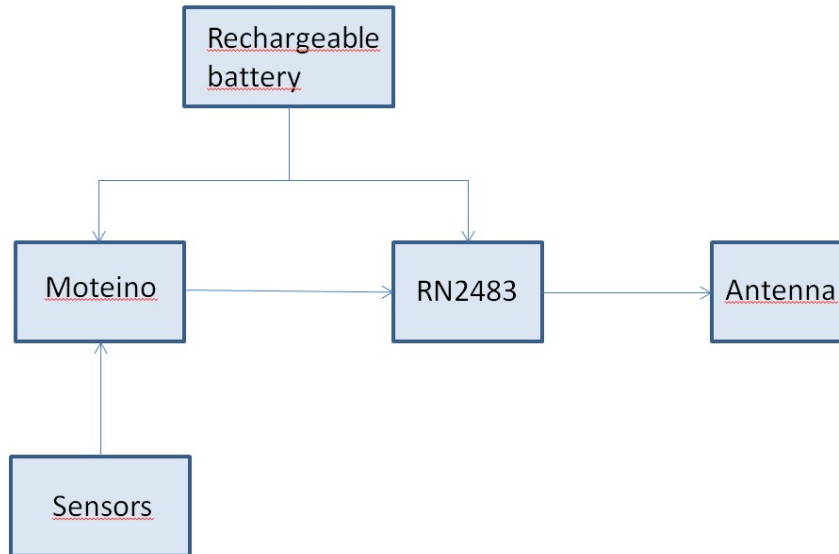 Rechargeable
battery
Moteino
RN2483
Antenna
Sensors